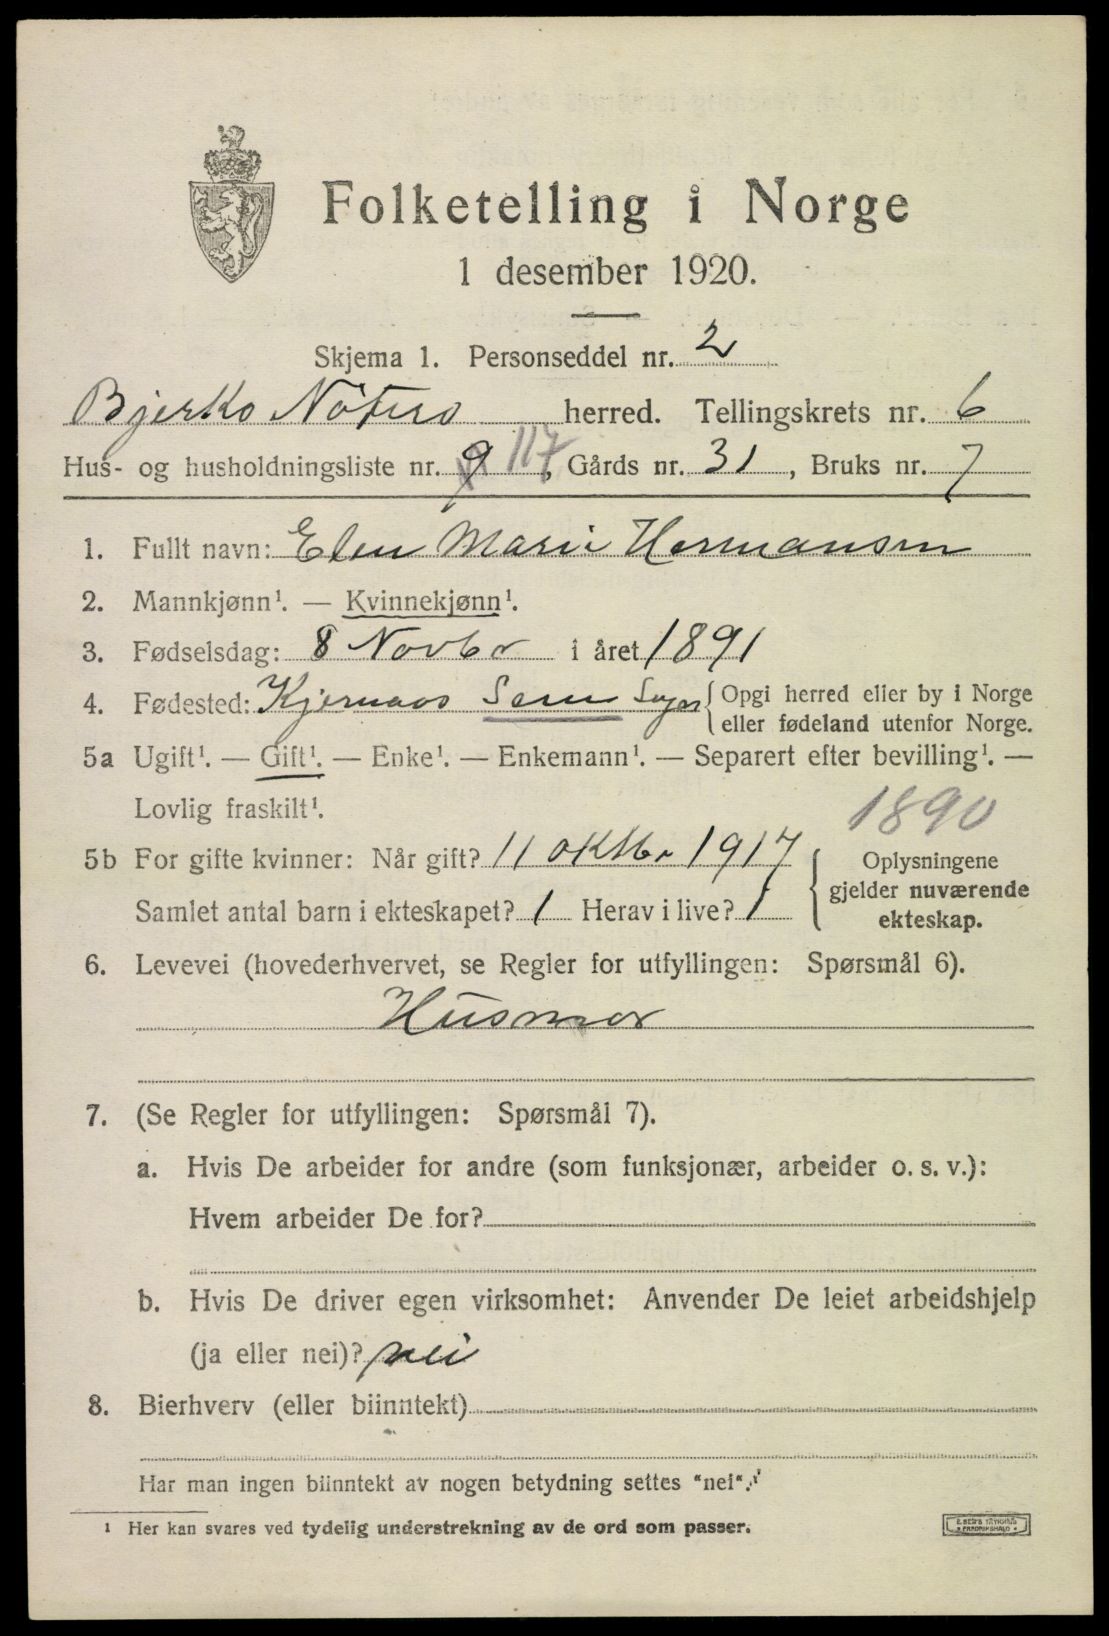 Folketelling i Norge
1 desember 1920.
Skjema 1. Personseddel nr. 2
Bjerkø Nøterø herred. Tellingskrets nr. 6
Hus- og husholdningsliste nr. 9 117, Gårds nr. 31, Bruks nr. 7
1. Fullt navn: Elen Marie Hermansen
2. Mannkjønn¹. — Kvinnekjønn¹.
3. Fødselsdag: 8 Novbr i året 1891
4. Fødested: Kjernaas Sem { Opgi herred eller by i Norge
eller fødeland utenfor Norge.
5a Ugift¹. — Gift¹. — Enke¹. — Enkemann¹. — Separert efter bevilling¹. —
Lovlig fraskilt¹.
1890
5b For gifte kvinner: Når gift? 11 oktbr 1917
Samlet antal barn i ekteskapet? 1 Herav i live? 1
{ Oplysningene
gjelder nuværende
ekteskap.
6. Levevei (hovederhvervet, se Regler for utfyllingen: Spørsmål 6).
Husmor
7. (Se Regler for utfyllingen: Spørsmål 7).
a. Hvis De arbeider for andre (som funksjonær, arbeider o. s. v.):
Hvem arbeider De for?
b. Hvis De driver egen virksomhet: Anvender De leiet arbeidshjelp
(ja eller nei)? nei
8. Bierhverv (eller biinntekt)
Har man ingen biinntekt av nogen betydning settes "nei".
¹ Her kan svares ved tydelig understrekning av de ord som passer.